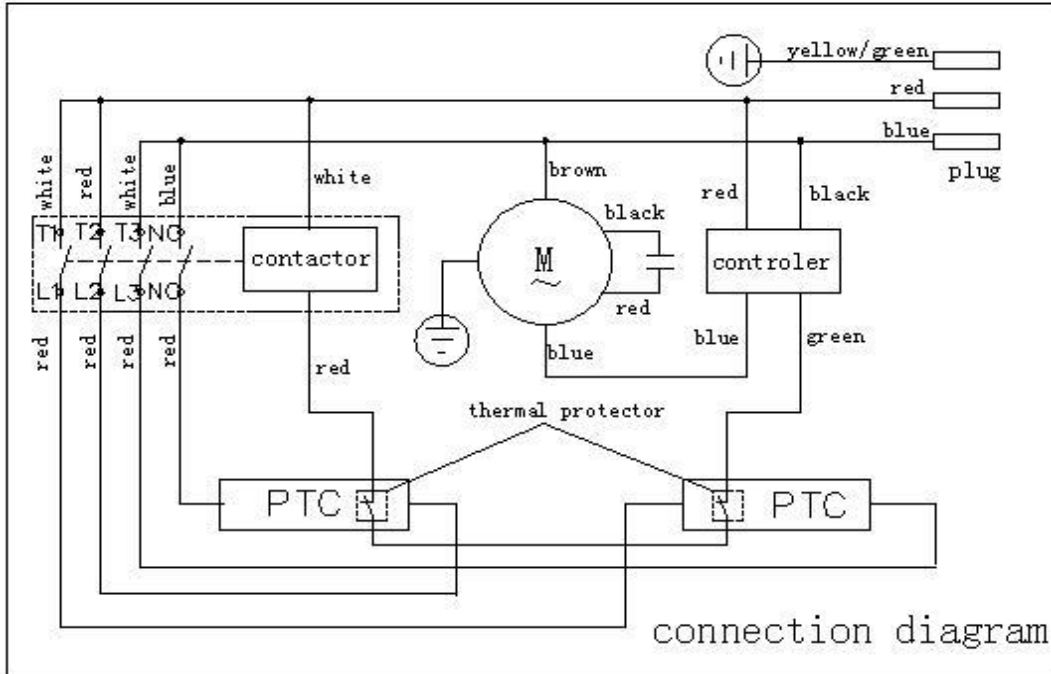 yellow/green
red
blue
plug
white
red
white
blue
white
brown
black
red
black
T1 T2 T3 NO
contactor
M
~
controler
L1 L2 L3 NO
red
red
red
red
red
red
blue
blue
green
thermal protector
PTC
PTC
connection diagram